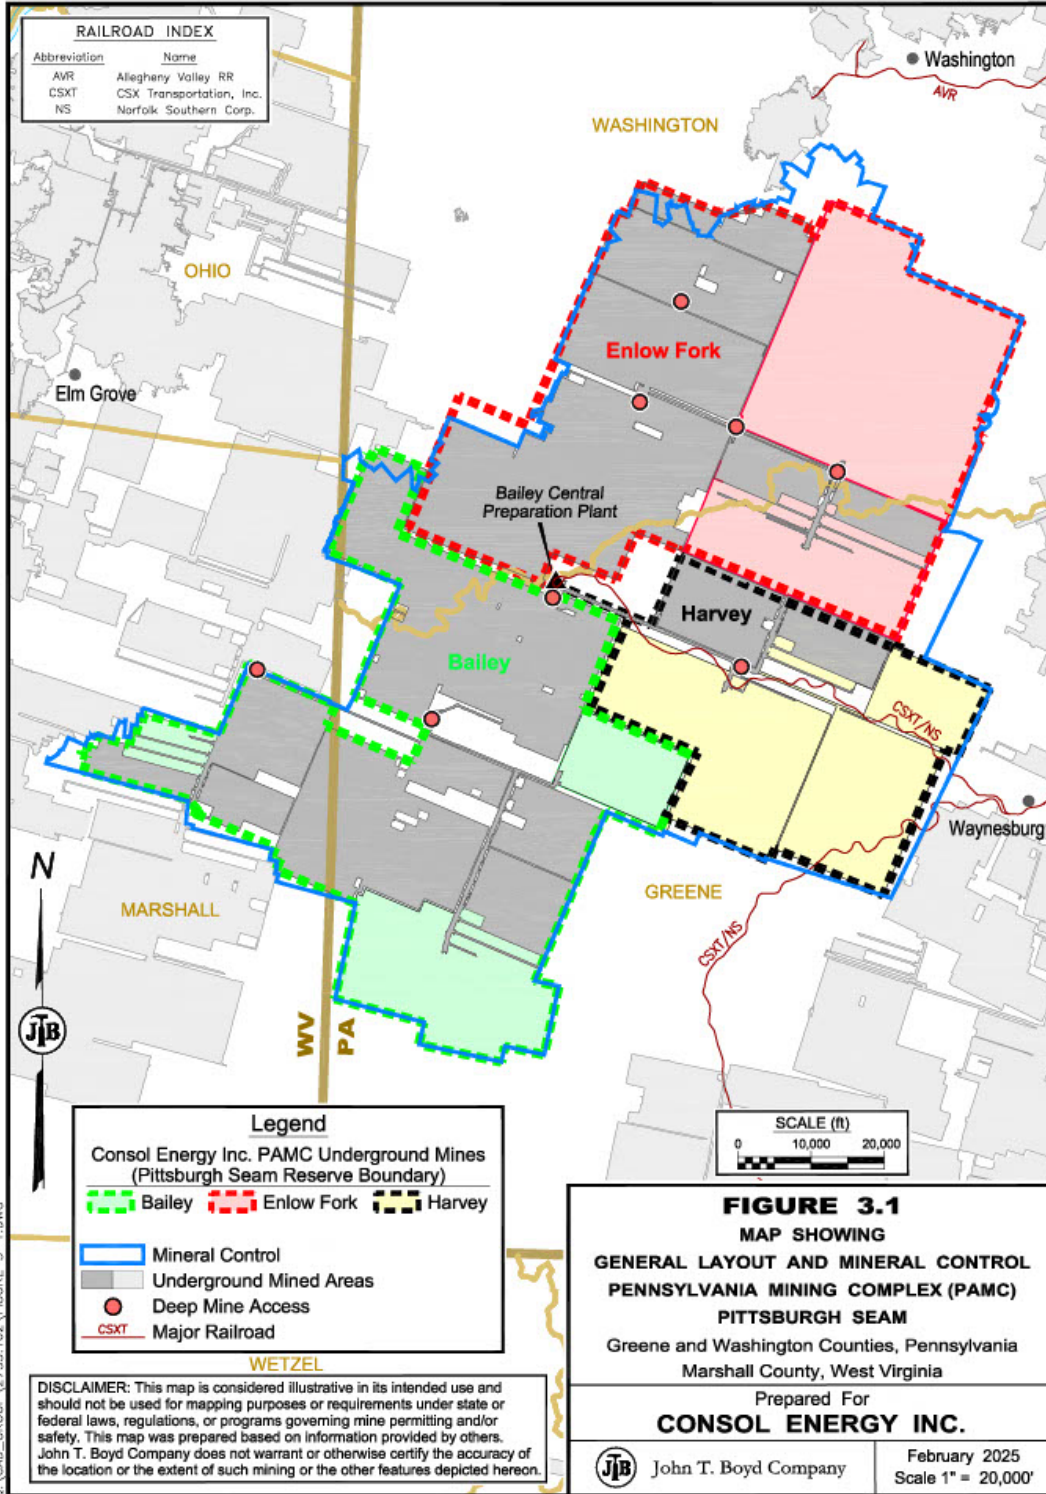 RAILROAD INDEX
Abbreviation Name
AVR Allegheny Valley RR
CSXT CSX Transportation, Inc.
NS Norfolk Southern Corp.
Washington
AVR
WASHINGTON
OHIO
Elm Grove
Enlow Fork
Bailey Central
Preparation Plant
Harvey
Bailey
CSXT/NS
Waynesburg
GREENE
MARSHALL
CSXT/NS
N
JTB
WV
PA
Legend
Consol Energy Inc. PAMC Underground Mines
(Pittsburgh Seam Reserve Boundary)
Bailey Enlow Fork Harvey
Mineral Control
Underground Mined Areas
Deep Mine Access
CSXT Major Railroad
SCALE (ft)
0 10,000 20,000
WETZEL
DISCLAIMER: This map is considered illustrative in its intended use and
should not be used for mapping purposes or requirements under state or
federal laws, regulations, or programs governing mine permitting and/or
safety. This map was prepared based on information provided by others.
John T. Boyd Company does not warrant or otherwise certify the accuracy of
the location or the extent of such mining or the other features depicted hereon.
FIGURE 3.1
MAP SHOWING
GENERAL LAYOUT AND MINERAL CONTROL
PENNSYLVANIA MINING COMPLEX (PAMC)
PITTSBURGH SEAM
Greene and Washington Counties, Pennsylvania
Marshall County, West Virginia
Prepared For
CONSOL ENERGY INC.
JTB John T. Boyd Company
February 2025
Scale 1" = 20,000'